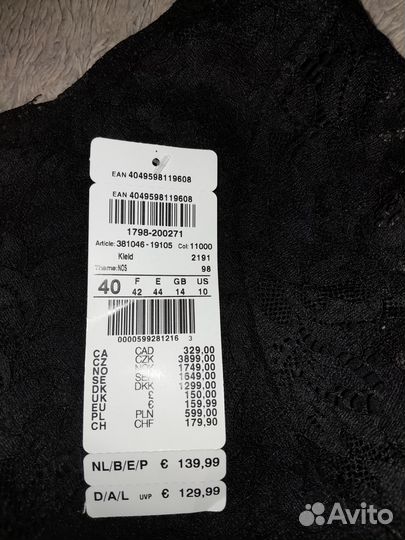 EAN 4049598119608
EAN 4049598119608
1798-200271
Article: 381046-19105 Col: 11000
Kleid 2191
Thema: NOS 98
40 F E GB US
42 44 14 10
0000599281216 3
CA CAD 329,00
CZ CZK 3899,00
NO NOK 1749,00
SE SEK 1649,00
DK DKK 1299,00
UK £ 150,00
EU € 159,99
PL PLN 599,00
CH CHF 179,90
NL/B/E/P € 139,99
D/A/L UVP € 129,99
Avito